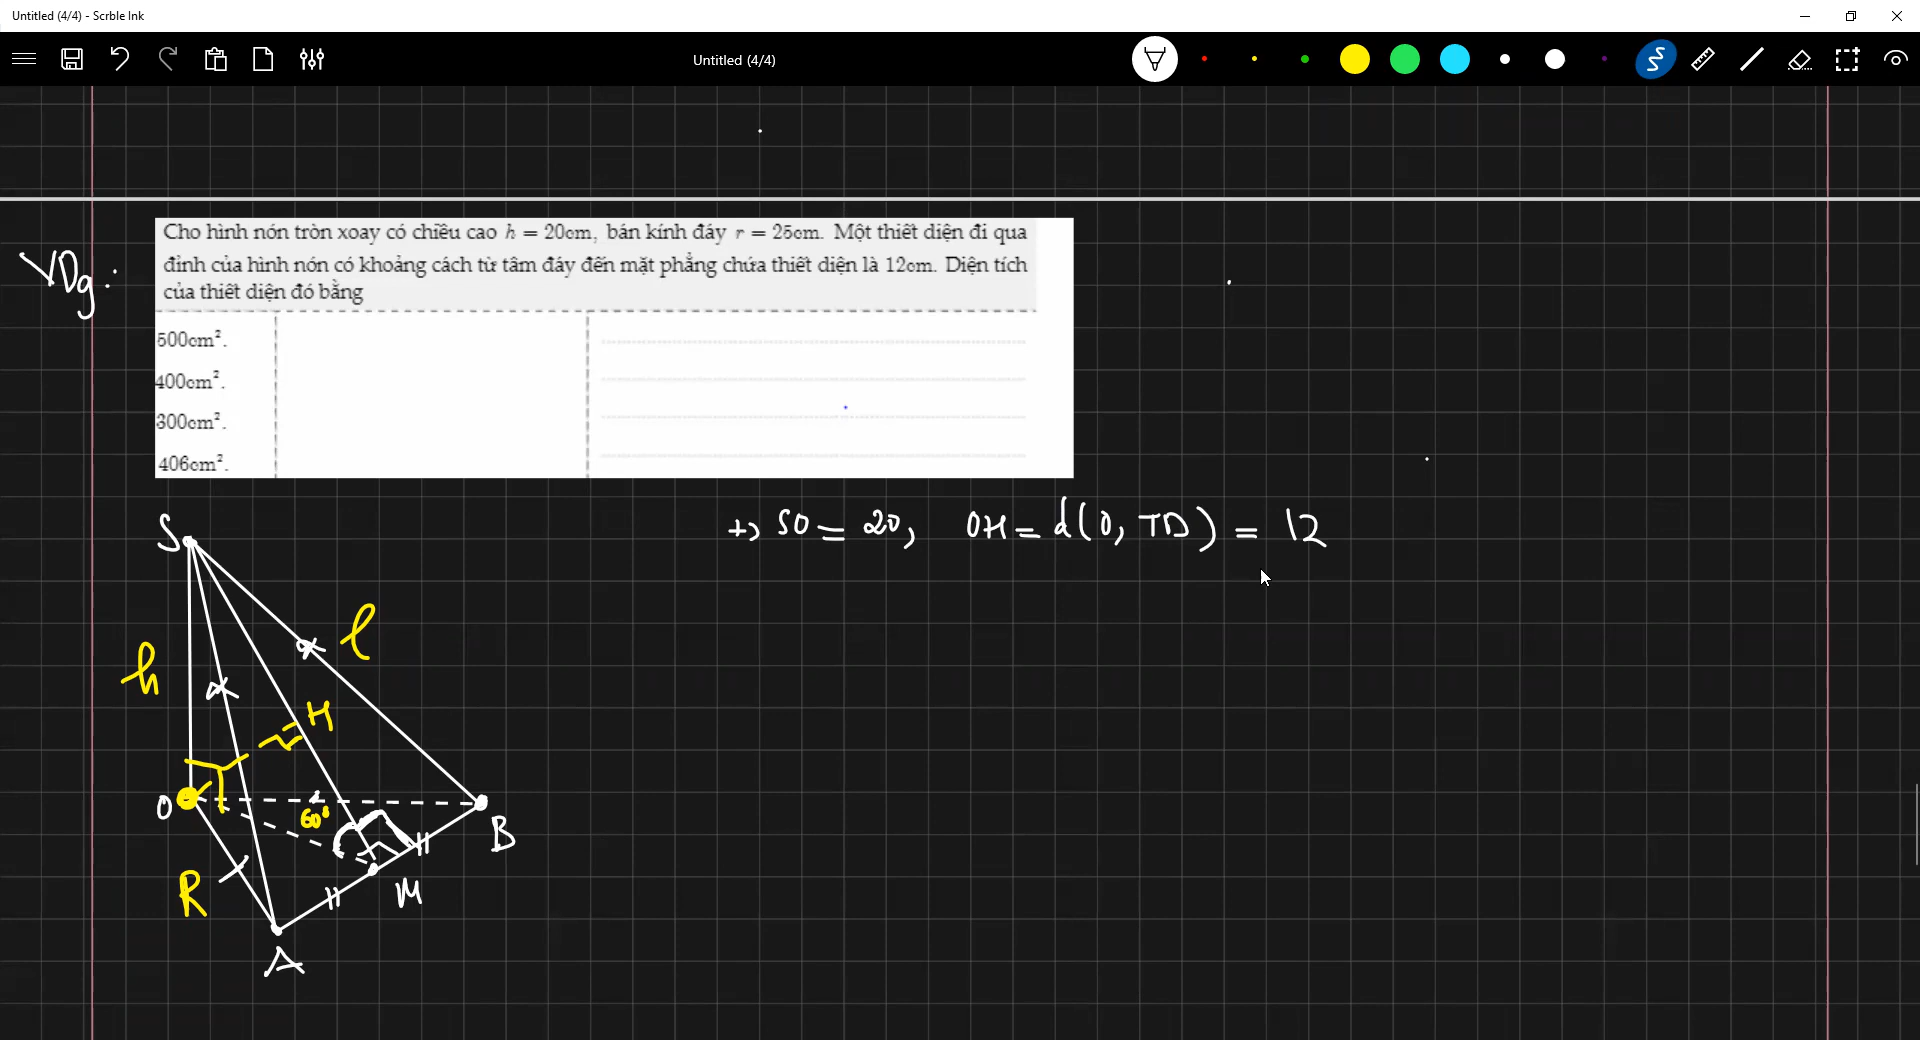 Untitled (4/4) - Scrble Ink
Untitled (4/4)
VDg:
Cho hình nón tròn xoay có chiều cao h = 20cm, bán kính đáy r = 25cm. Một thiết diện đi qua
đỉnh của hình nón có khoảng cách từ tâm đáy đến mặt phẳng chứa thiết diện là 12cm. Diện tích
của thiết diện đó bằng
500cm².
400cm².
300cm².
406cm².
+> SO = 20, OH = d(O, TD) = 12
S
l
h
H
O
60°
B
R
M
A